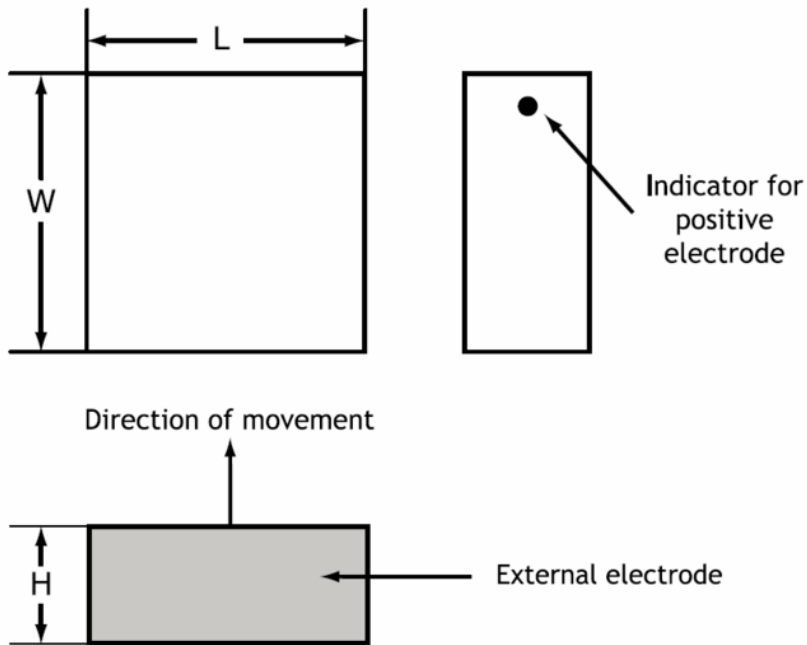 L
W
Indicator for
positive
electrode
Direction of movement
H
External electrode